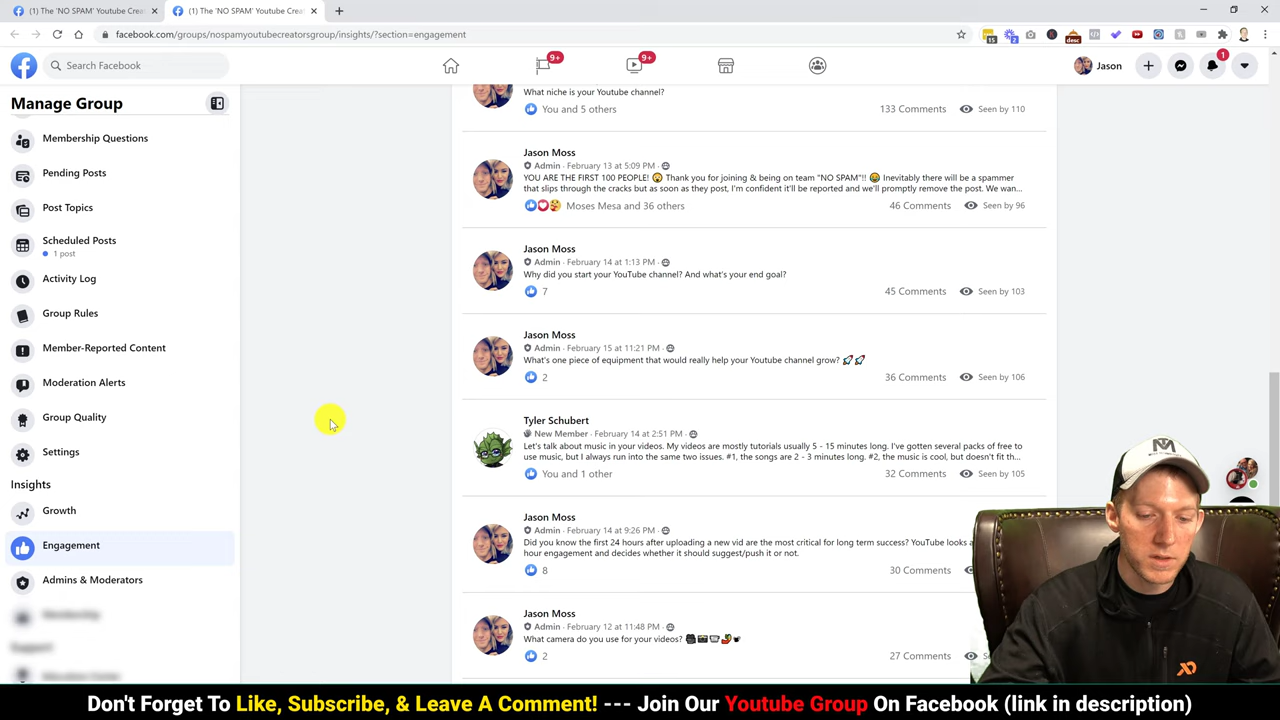 (1) The 'NO SPAM' Youtube Crea
(1) The 'NO SPAM' Youtube Crea
facebook.com/groups/nospamyoutubecreatorsgroup/insights/?section=engagement
15
2
desc
Search Facebook
9+
9+
Jason
1
Manage Group
Membership Questions
Pending Posts
Post Topics
Scheduled Posts
1 post
Activity Log
Group Rules
Member-Reported Content
Moderation Alerts
Group Quality
Settings
Insights
Growth
Engagement
Admins & Moderators
Membership
Support
What niche is your Youtube channel?
You and 5 others 133 Comments Seen by 110
Jason Moss
Admin · February 13 at 5:09 PM ·
YOU ARE THE FIRST 100 PEOPLE! 😱 Thank you for joining & being on team "NO SPAM"!! 😀 Inevitably there will be a spammer
that slips through the cracks but as soon as they post, I'm confident it'll be reported and we'll promptly remove the post. We wan...
Moses Mesa and 36 others 46 Comments Seen by 96
Jason Moss
Admin · February 14 at 1:13 PM ·
Why did you start your YouTube channel? And what's your end goal?
7 45 Comments Seen by 103
Jason Moss
Admin · February 15 at 11:21 PM ·
What's one piece of equipment that would really help your Youtube channel grow? 🚀🚀
2 36 Comments Seen by 106
Tyler Schubert
New Member · February 14 at 2:51 PM ·
Let's talk about music in your videos. My videos are mostly tutorials usually 5 - 15 minutes long. I've gotten several packs of free to
use music, but I always run into the same two issues. #1, the songs are 2 - 3 minutes long. #2, the music is cool, but doesn't fit th...
You and 1 other 32 Comments Seen by 105
Jason Moss
Admin · February 14 at 9:26 PM ·
Did you know the first 24 hours after uploading a new vid are the most critical for long term success? YouTube looks a
hour engagement and decides whether it should suggest/push it or not.
8 30 Comments
Jason Moss
Admin · February 12 at 11:48 PM ·
What camera do you use for your videos?
2 27 Comments
Don't Forget To Like, Subscribe, & Leave A Comment! --- Join Our Youtube Group On Facebook (link in description)